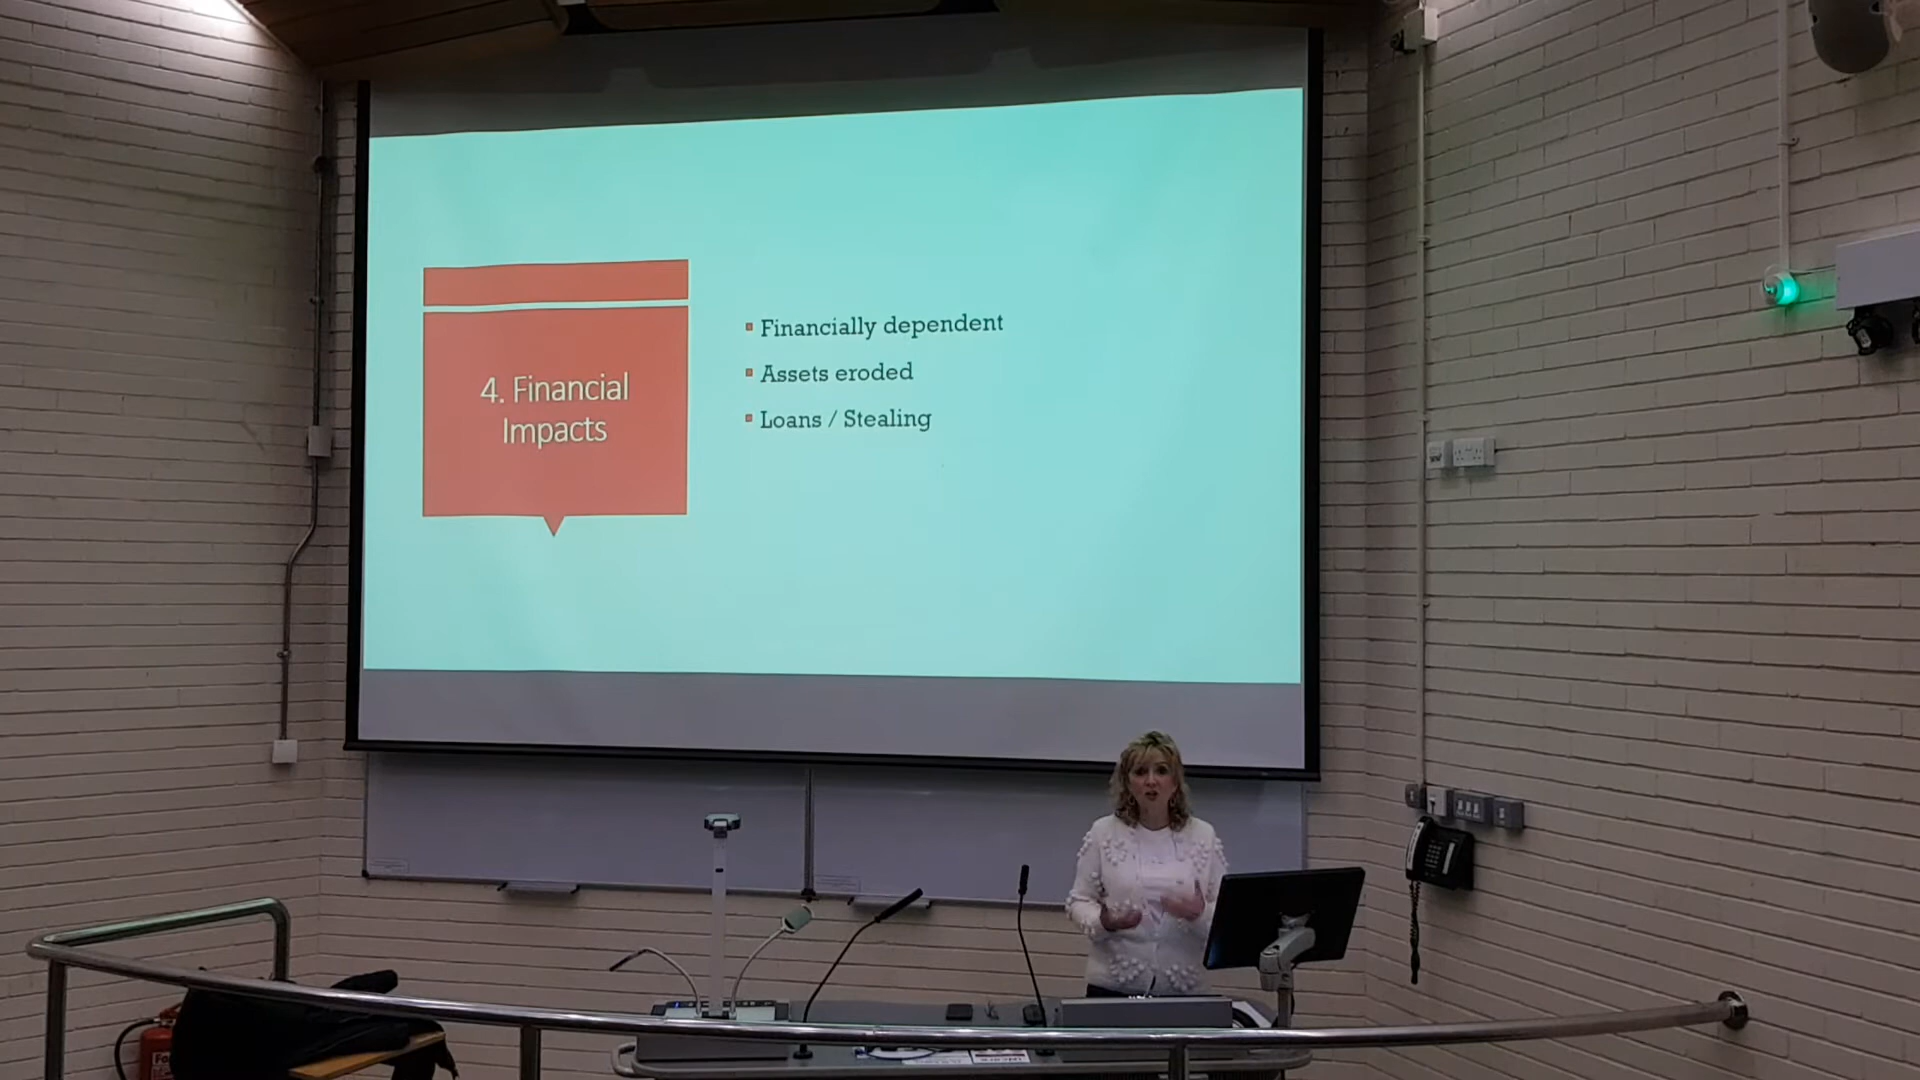 4. Financial
Impacts
Financially dependent
Assets eroded
Loans / Stealing